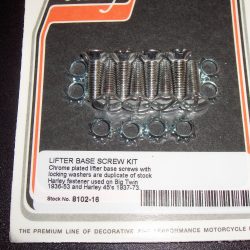 LIFTER BASE SCREW KIT
Chrome plated lifter base screws with
locking washers are duplicate of stock
Harley fastener used on Big Twin
1936-53 and Harley 45's 1937-73.
Stock No. 8102-16
THE PREMIUM LINE OF DECORATIVE AND PERFORMANCE MOTORCYCLE